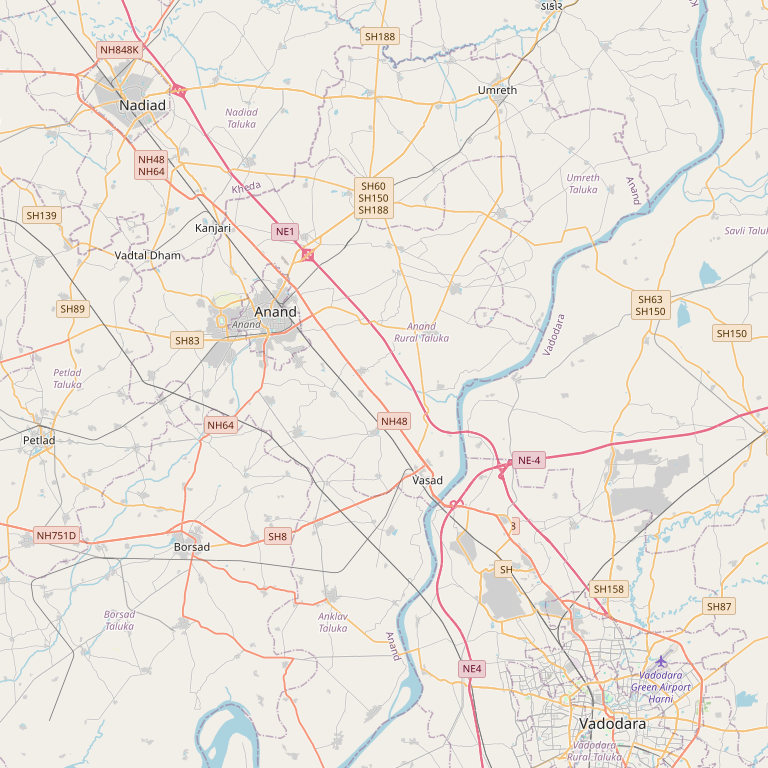 SH188
NH848K
Umreth
Nadiad
Nadiad
Taluka
NH48
NH64
Kheda
SH60
SH150
SH188
Umreth
Taluka
Anand
SH139
Kanjari
NE1
Savli
Vadtal Dham
SH63
SH150
SH89
Anand
Anand
SH83
Anand
Rural Taluka
Vadodara
SH150
Petlad
Taluka
NH64
NH48
Petlad
NE-4
Vasad
NH751D
SH8
Borsad
SH
SH158
SH87
Borsad
Taluka
Anklav
Taluka
Anand
NE4
Vadodara
Green Airport
Harni
Vadodara
Vadodara
Rural Taluka